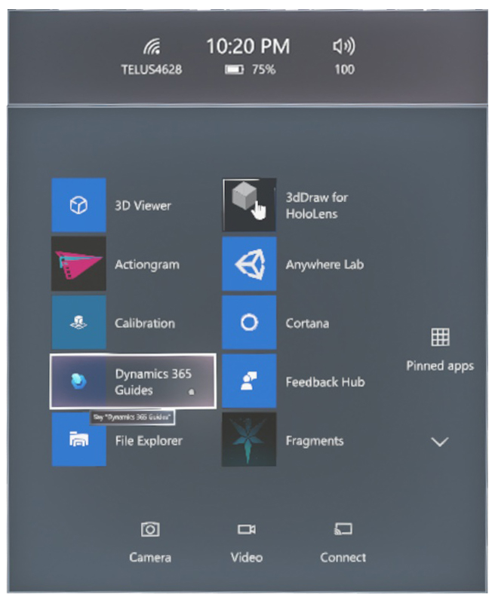 10:20 PM
TELUS4628
75%
100
3D Viewer
3dDraw for
HoloLens
Actiongram
Anywhere Lab
Calibration
Cortana
Dynamics 365
Guides
Say "Dynamics 365 Guides"
Feedback Hub
Pinned apps
File Explorer
Fragments
Camera
Video
Connect